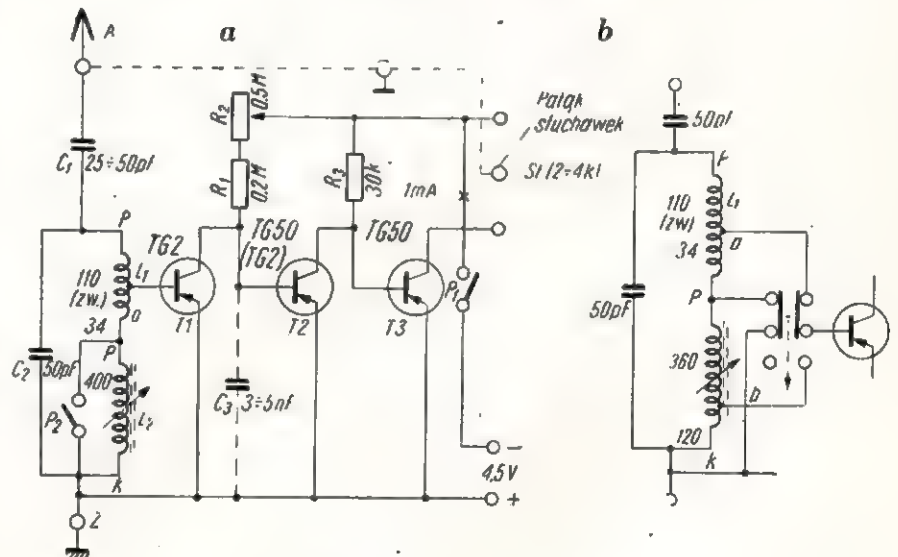 a
b
A
C₁ 25÷50pF
R₂ 0,5M
R₁ 0,2M
R₃ 30k
1mA
Pałąk
słuchawek
Sł (2÷4k)
P
TG2
L₁
110
(zw.)
34
a
T1
TG50
(TG2)
T2
TG50
T3
P₁
C₂ 50pF
P
400
P₂
L₂
k
C₃ 3÷5nF
−
4,5V
+
Z
50pF
P
110
(zw)
34
L₁
a
50pF
P
360
b
120
k